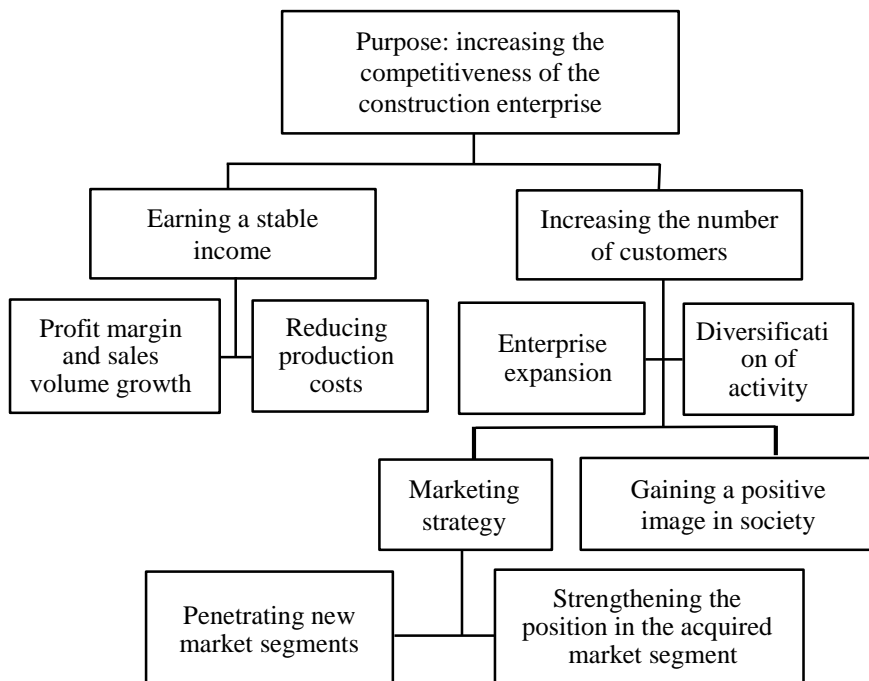 Purpose: increasing the
competitiveness of the
construction enterprise
Earning a stable
income
Increasing the number
of customers
Profit margin
and sales
volume growth
Reducing
production
costs
Enterprise
expansion
Diversificati
on of
activity
Marketing
strategy
Gaining a positive
image in society
Penetrating new
market segments
Strengthening the
position in the acquired
market segment